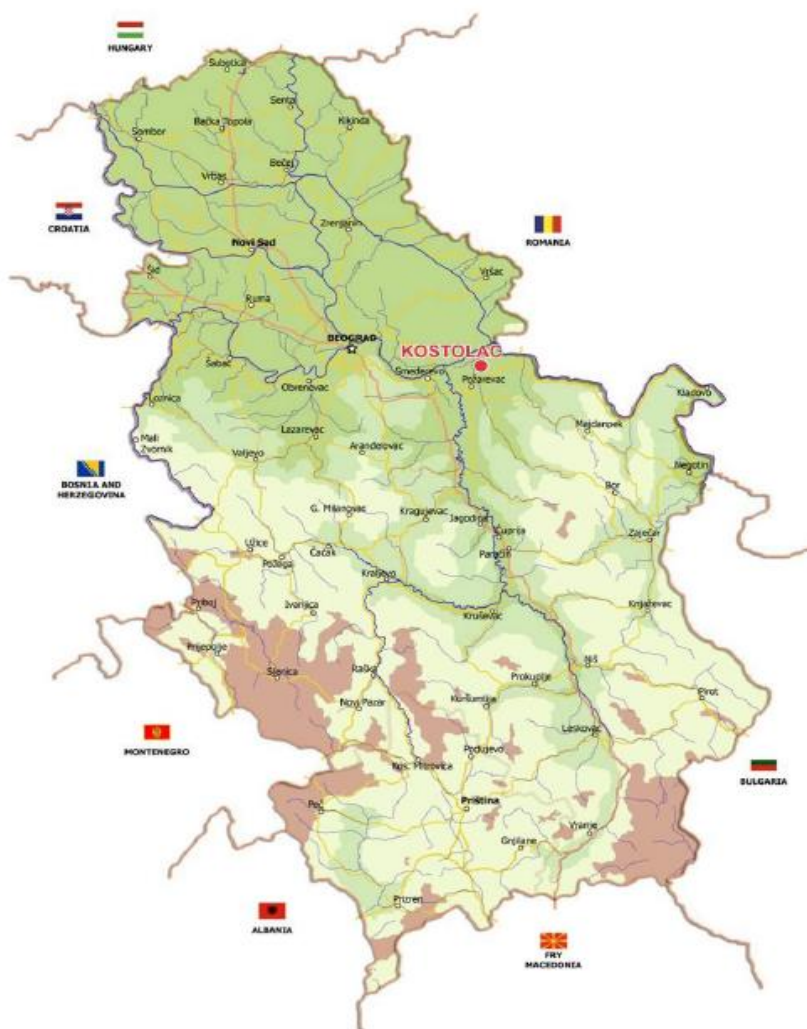 HUNGARY
Subotica
Senta
Sombor
Bačka Topola
Kikinda
Bečej
Vrbas
CROATIA
Zrenjanin
ROMANIA
Novi Sad
Šid
Vršac
Ruma
BEOGRAD
KOSTOLAC
Šabac
Smederevo
Obrenovac
Požarevac
Kladovo
Loznica
Lazarevac
Majdanpek
Mali
Zvornik
Aranđelovac
Valjevo
BOSNIA AND
HERZEGOVINA
Negotin
Bor
G. Milanovac
Kragujevac
Jagodina
Ćuprija
Zaječar
Užice
Čačak
Paraćin
Požega
Kraljevo
Priboj
Ivanjica
Kruševac
Knjaževac
Prijepolje
Sjenica
Raška
Niš
Prokuplje
Pirot
Novi Pazar
Kuršumlija
Leskovac
MONTENEGRO
Podujevo
Kos. Mitrovica
BULGARIA
Peć
Priština
Vranje
Gnjilane
Prizren
ALBANIA
FRY
MACEDONIA